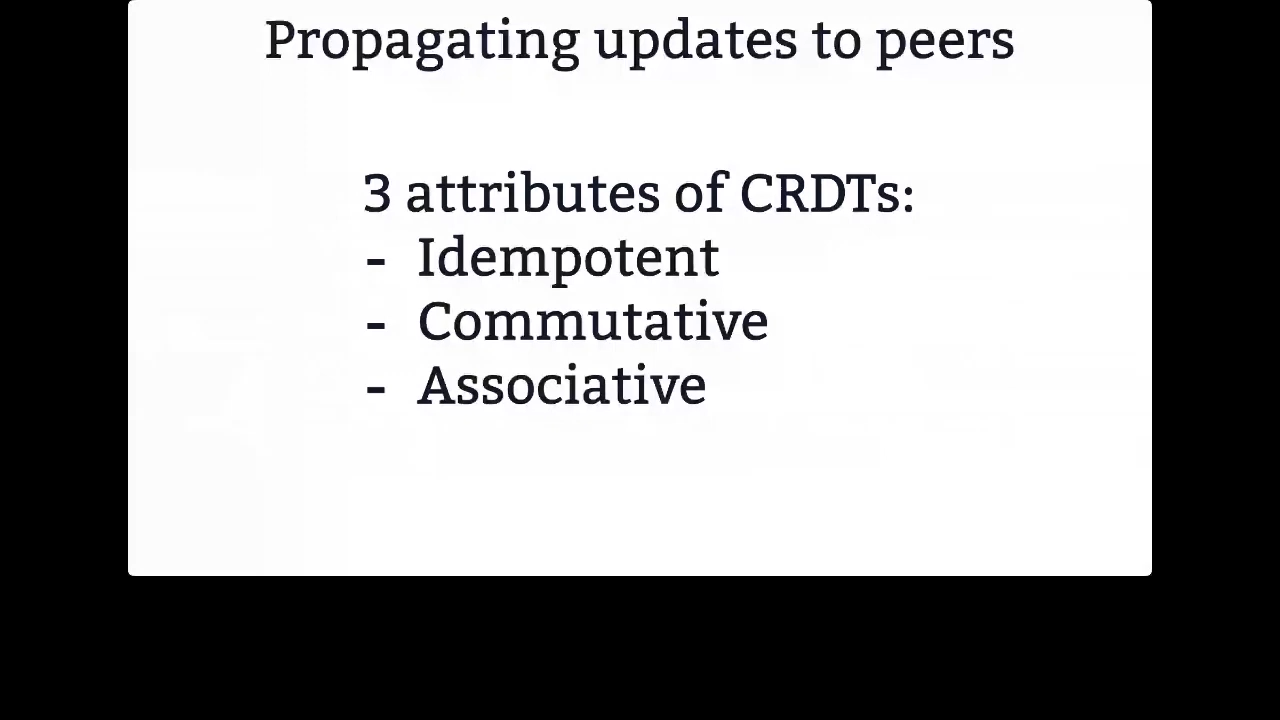 Propagating updates to peers
3 attributes of CRDTs:
- Idempotent
- Commutative
- Associative